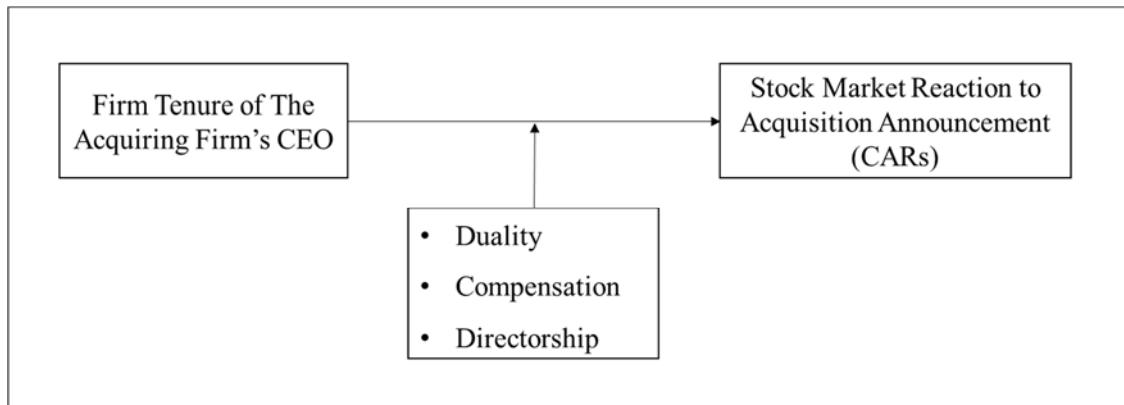 Firm Tenure of The
Acquiring Firm's CEO
Stock Market Reaction to
Acquisition Announcement
(CARs)
• Duality
• Compensation
• Directorship